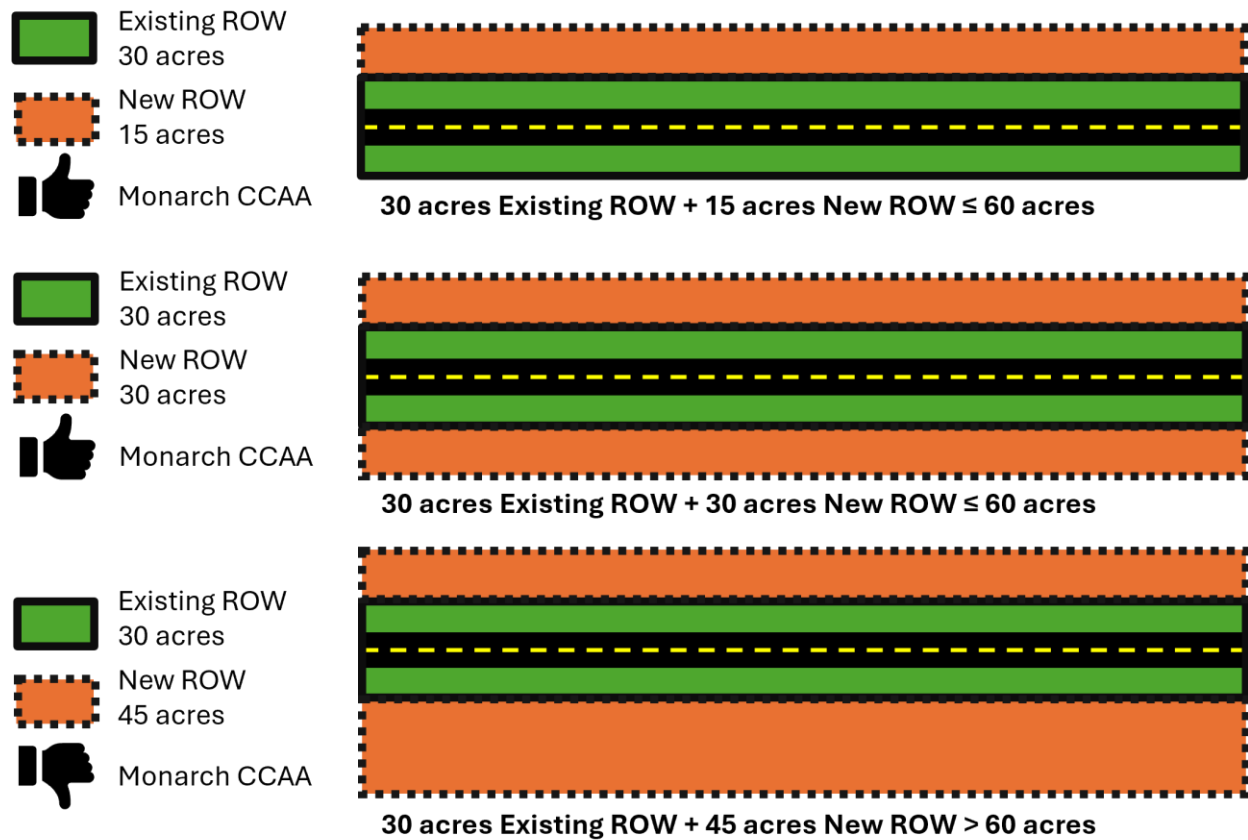 Existing ROW
30 acres
New ROW
15 acres
Monarch CCAA
30 acres Existing ROW + 15 acres New ROW ≤ 60 acres
Existing ROW
30 acres
New ROW
30 acres
Monarch CCAA
30 acres Existing ROW + 30 acres New ROW ≤ 60 acres
Existing ROW
30 acres
New ROW
45 acres
Monarch CCAA
30 acres Existing ROW + 45 acres New ROW > 60 acres